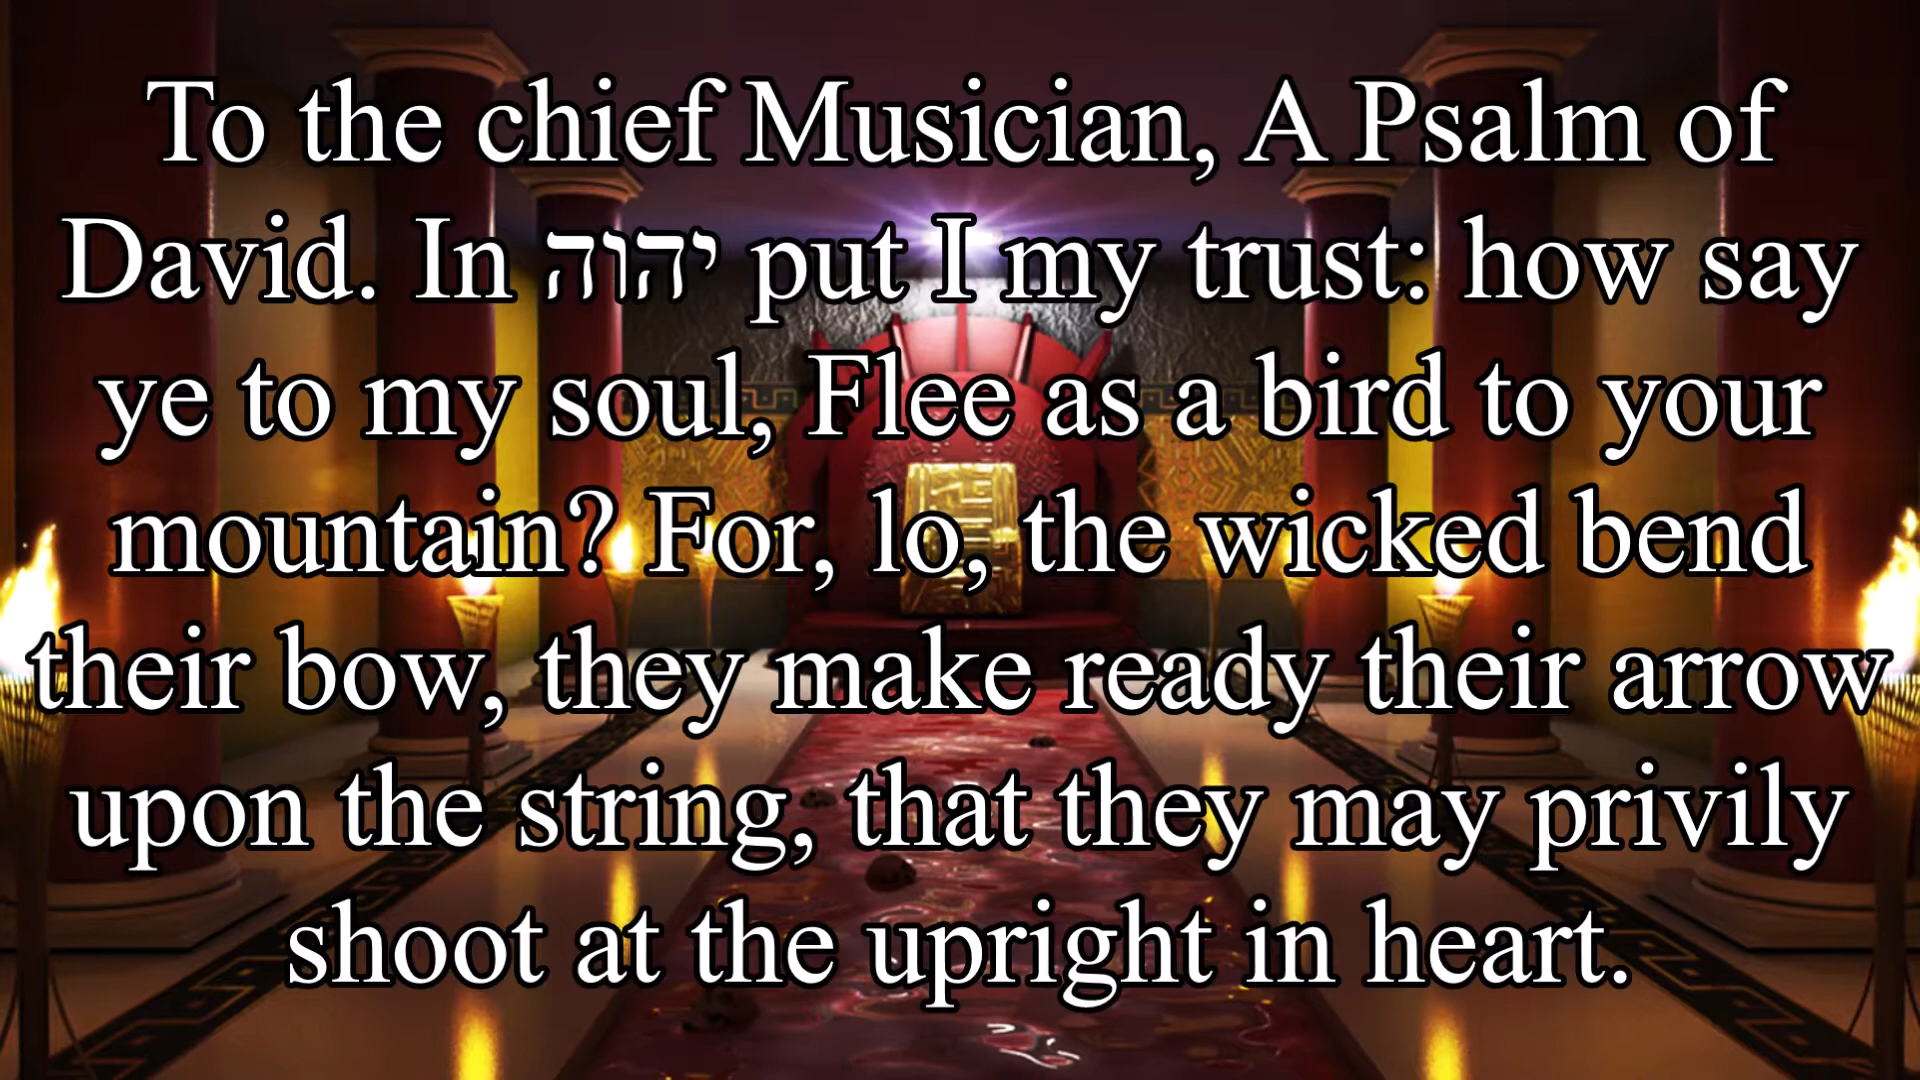 To the chief Musician, A Psalm of
David. In יהוה put I my trust: how say
ye to my soul, Flee as a bird to your
mountain? For, lo, the wicked bend
their bow, they make ready their arrow
upon the string, that they may privily
shoot at the upright in heart.